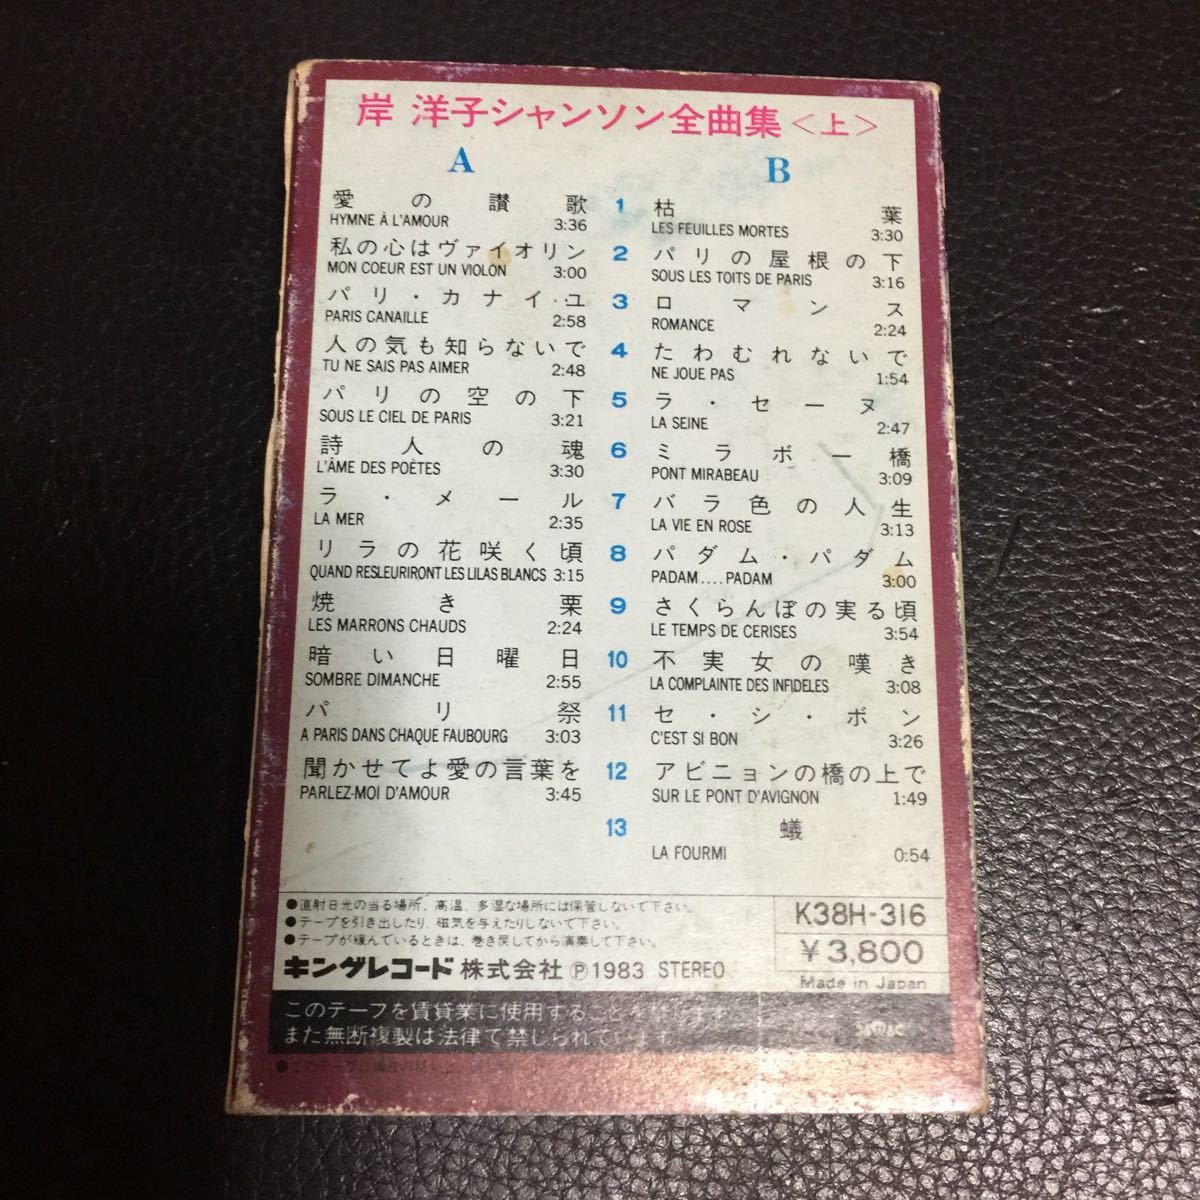 岸 洋子シャンソン全曲集<上>
A
愛の讃歌
HYMNE À L'AMOUR 3:36
私の心はヴァイオリン
MON COEUR EST UN VIOLON 3:00
パリ・カナイユ
PARIS CANAILLE 2:58
人の気も知らないで
TU NE SAIS PAS AIMER 2:48
パリの空の下
SOUS LE CIEL DE PARIS 3:21
詩人の魂
L'ÂME DES POÈTES 3:30
ラ・メール
LA MER 2:35
リラの花咲く頃
QUAND RESLEURIRONT LES LILAS BLANCS 3:15
焼き栗
LES MARRONS CHAUDS 2:24
暗い日曜日
SOMBRE DIMANCHE 2:55
パリ祭
A PARIS DANS CHAQUE FAUBOURG 3:03
聞かせてよ愛の言葉を
PARLEZ-MOI D'AMOUR 3:45
1
2
3
4
5
6
7
8
9
10
11
12
13
B
枯葉
LES FEUILLES MORTES 3:30
パリの屋根の下
SOUS LES TOITS DE PARIS 3:16
ロマンス
ROMANCE 2:24
たわむれないで
NE JOUE PAS 1:54
ラ・セーヌ
LA SEINE 2:47
ミラボー橋
PONT MIRABEAU 3:09
バラ色の人生
LA VIE EN ROSE 3:13
パダム・パダム
PADAM....PADAM 3:00
さくらんぼの実る頃
LE TEMPS DE CERISES 3:54
不実女の嘆き
LA COMPLAINTE DES INFIDELES 3:08
セ・シ・ボン
C'EST SI BON 3:26
アビニョンの橋の上で
SUR LE PONT D'AVIGNON 1:49
蟻
LA FOURMI 0:54
●直射日光の当る場所、高温、多湿な場所には保管しないで下さい。
●テープを引き出したり、磁気を与えたりしないで下さい。
●テープが緩んでいるときは、巻き戻してから演奏して下さい。
キングレコード株式会社 Ⓟ1983 STEREO
K38H-316
¥3,800
Made in Japan
このテープを賃貸業に使用することを禁じます
また無断複製は法律で禁じられています